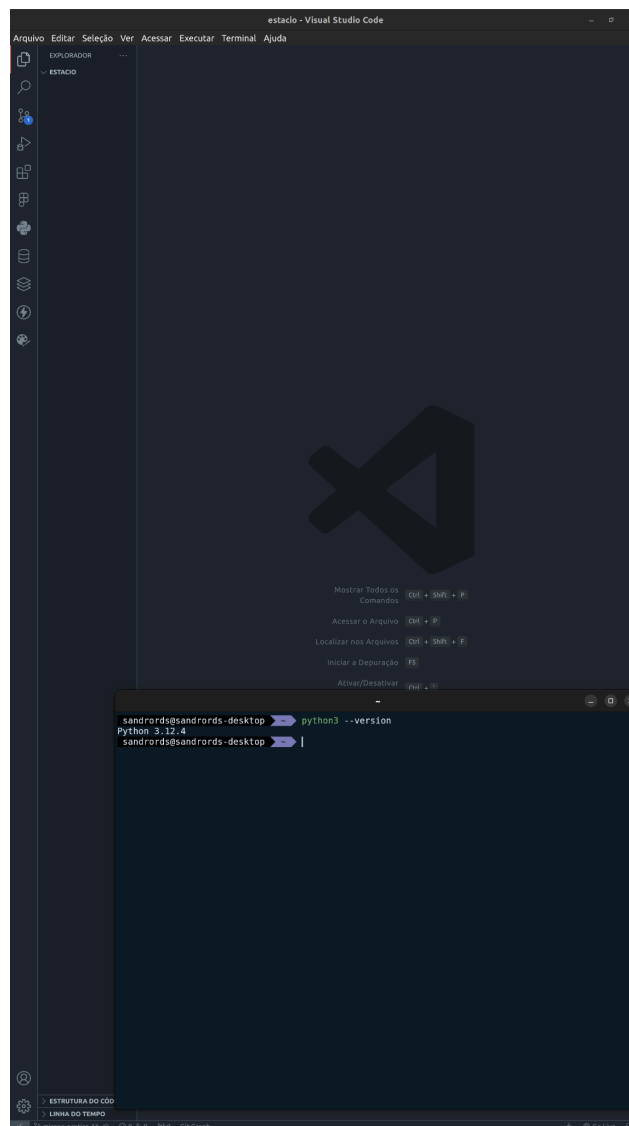 estacio - Visual Studio Code
Arquivo Editar Seleção Ver Acessar Executar Terminal Ajuda
EXPLORADOR ...
ESTACIO
1
Mostrar Todos os
Comandos Ctrl + Shift + P
Acessar o Arquivo Ctrl + P
Localizar nos Arquivos Ctrl + Shift + F
Iniciar a Depuração F5
Ativar/Desativar
Ctrl +
~
sandrords@sandrords-desktop ~ python3 --version
Python 3.12.4
sandrords@sandrords-desktop ~
ESTRUTURA DO CÓD
LINHA DO TEMPO